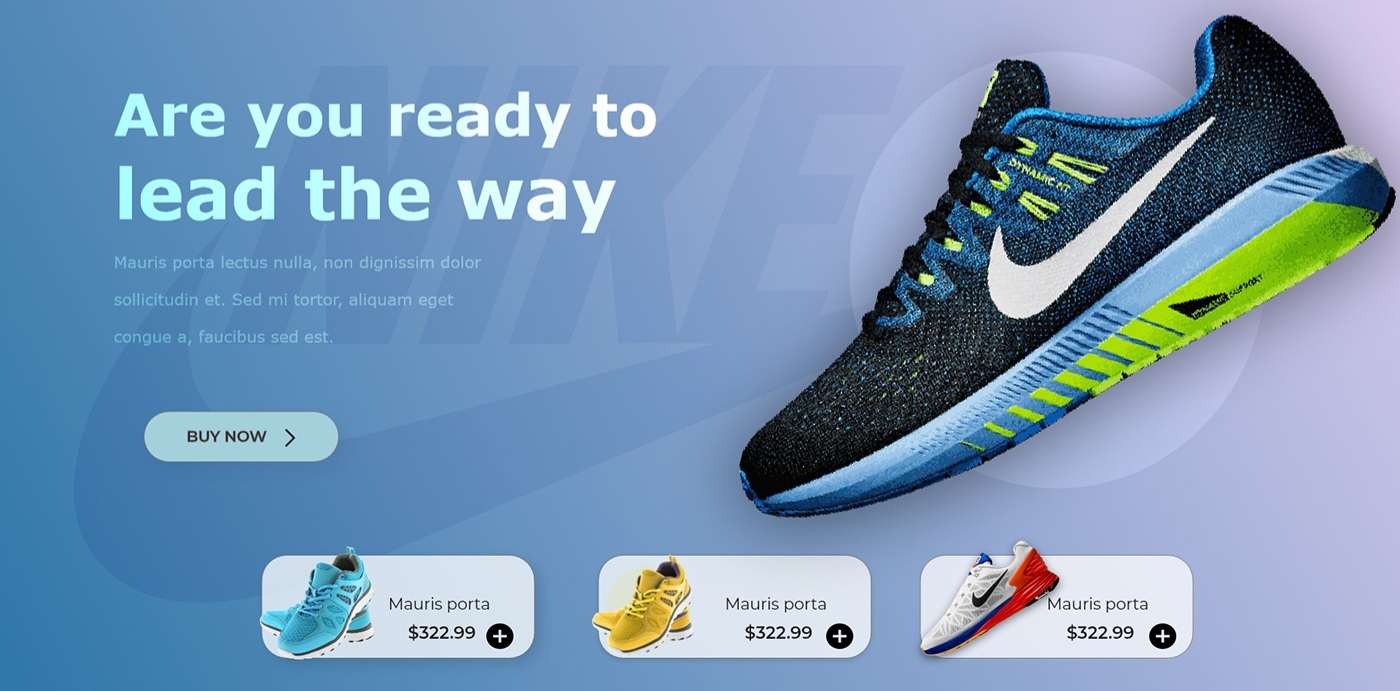 NIKE
Are you ready to
lead the way
Mauris porta lectus nulla, non dignissim dolor
sollicitudin et. Sed mi tortor, aliquam eget
congue a, faucibus sed est.
BUY NOW
Mauris porta
$322.99
Mauris porta
$322.99
Mauris porta
$322.99